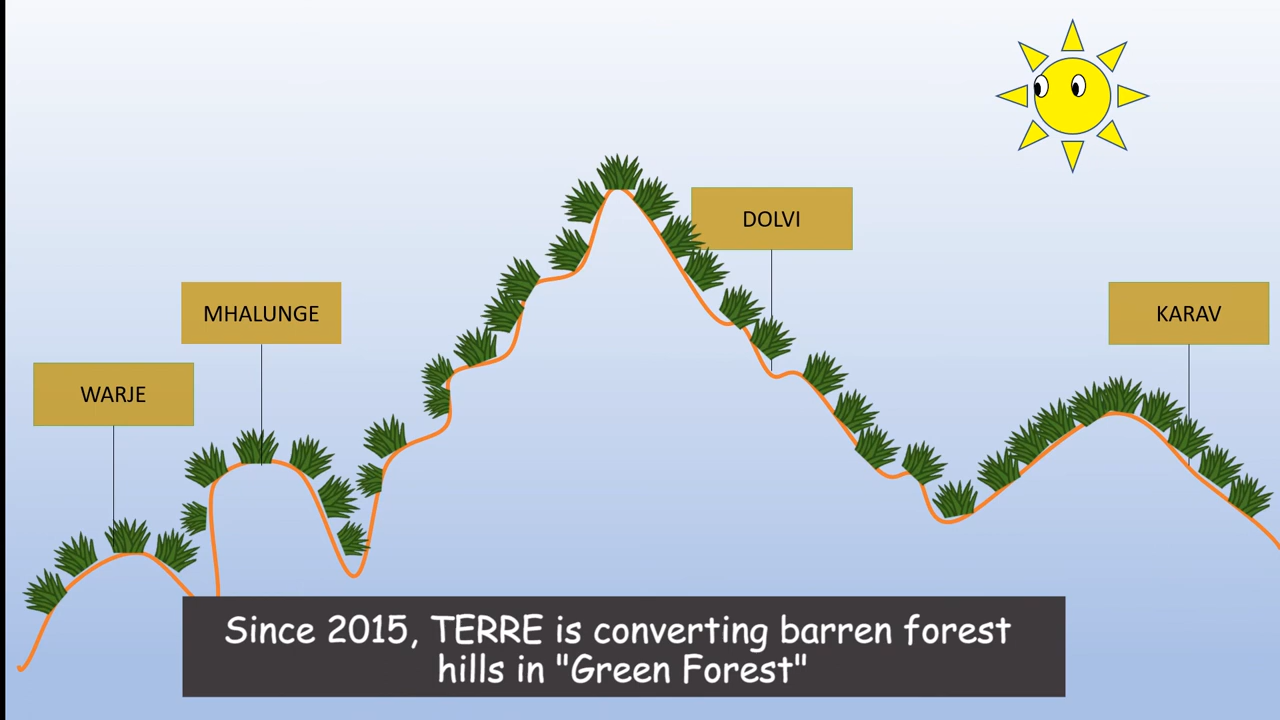 DOLVI
MHALUNGE
KARAV
WARJE
Since 2015, TERRE is converting barren forest
hills in "Green Forest"